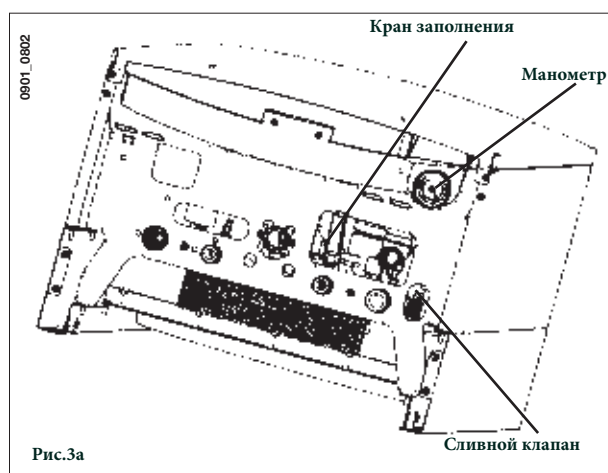 0901_0802
Кран заполнения
Манометр
Сливной клапан
Рис.3а